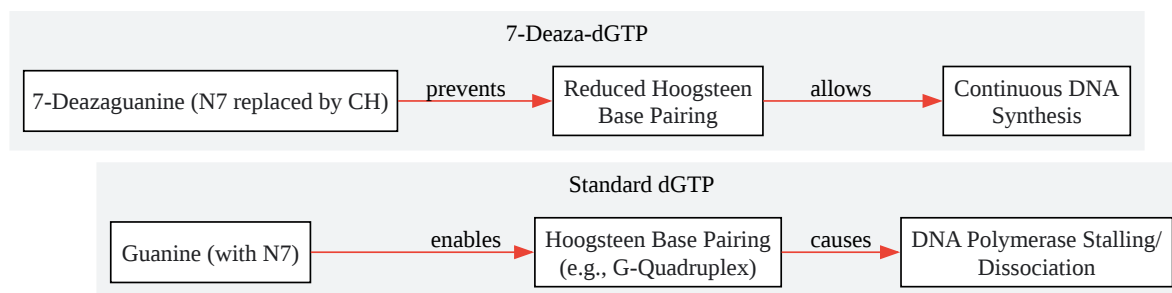 7-Deaza-dGTP
7-Deazaguanine (N7 replaced by CH)
prevents
Reduced Hoogsteen
Base Pairing
allows
Continuous DNA
Synthesis
Standard dGTP
Guanine (with N7)
enables
Hoogsteen Base Pairing
(e.g., G-Quadruplex)
causes
DNA Polymerase Stalling/
Dissociation